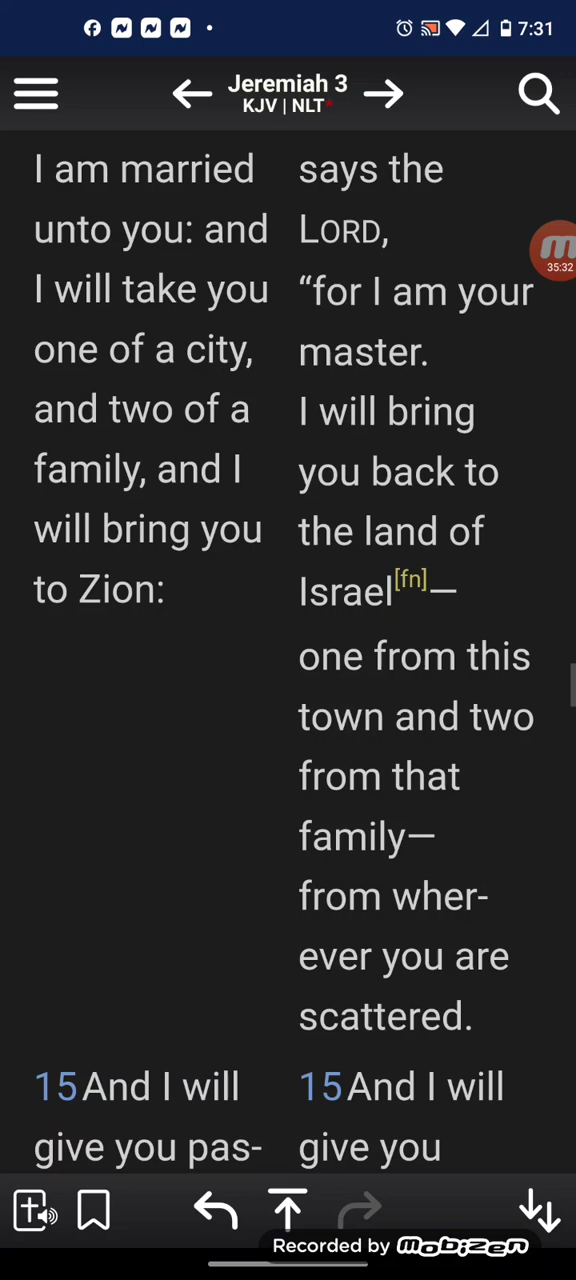 7:31
Jeremiah 3
KJV | NLT*
35:32
I am married
unto you: and
I will take you
one of a city,
and two of a
family, and I
will bring you
to Zion:
says the
LORD,
“for I am your
master.
I will bring
you back to
the land of
Israel[fn]—
one from this
town and two
from that
family—
from wher-
ever you are
scattered.
15 And I will
give you pas-
15 And I will
give you
Recorded by mobizen